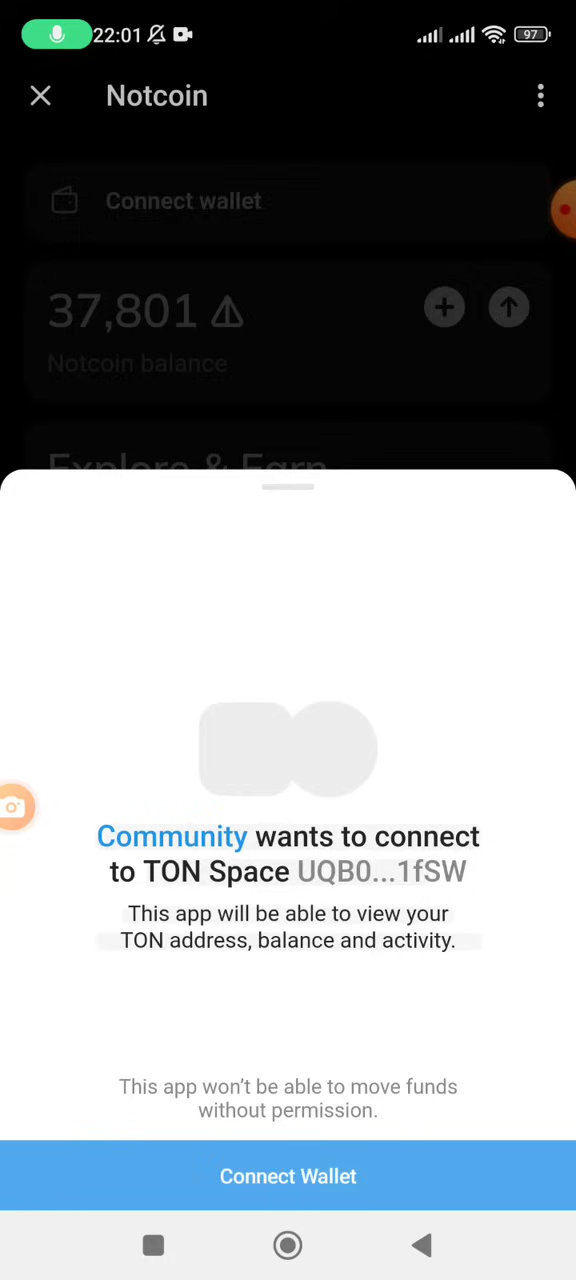 22:01
97
Notcoin
Connect wallet
37,801
Notcoin balance
Explore & Earn
Community wants to connect
to TON Space UQB0...1fSW
This app will be able to view your
TON address, balance and activity.
This app won't be able to move funds
without permission.
Connect Wallet